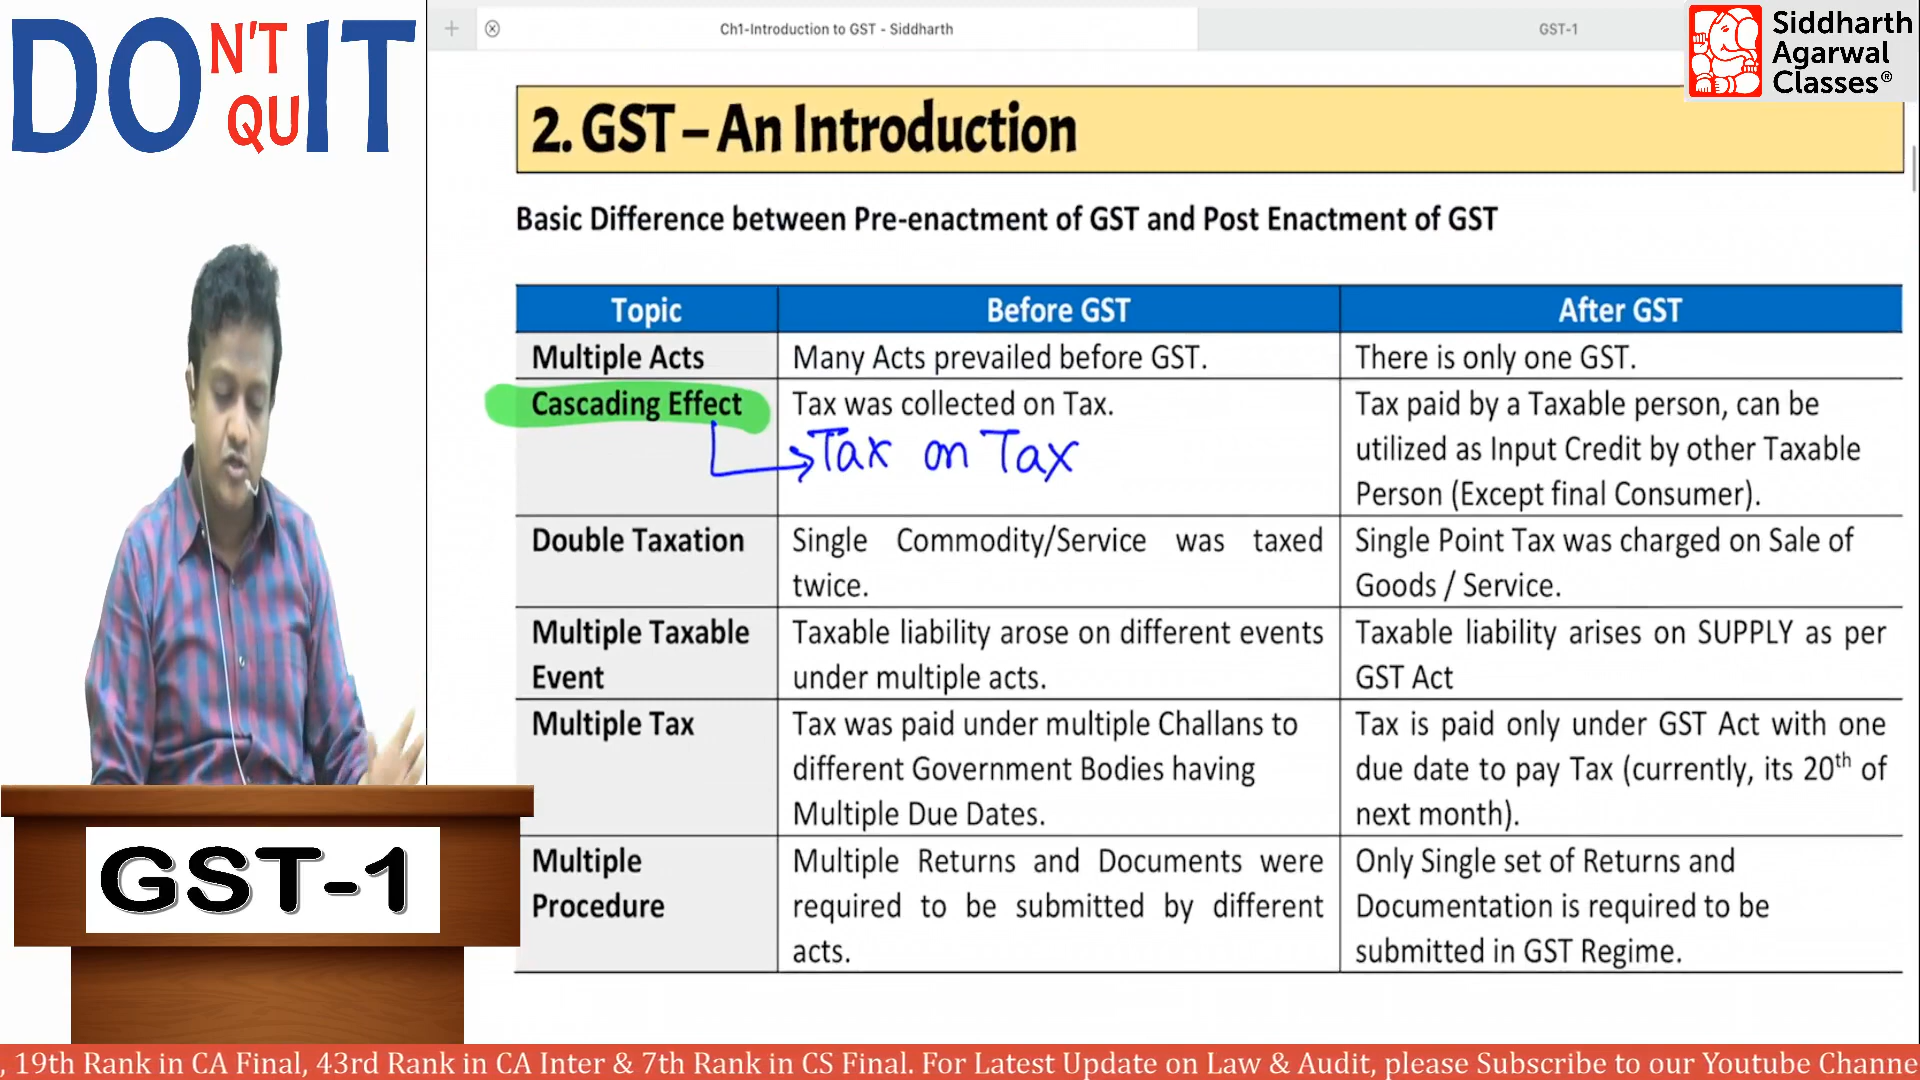 DON'T QUIT
Ch1-Introduction to GST - Siddharth
GST-1
Siddharth
Agarwal
Classes®
2. GST – An Introduction
Basic Difference between Pre-enactment of GST and Post Enactment of GST
Topic Before GST After GST
Multiple Acts Many Acts prevailed before GST. There is only one GST.
Cascading Effect Tax was collected on Tax. Tax paid by a Taxable person, can be
Tax on Tax utilized as Input Credit by other Taxable
Person (Except final Consumer).
Double Taxation Single Commodity/Service was taxed Single Point Tax was charged on Sale of
twice. Goods / Service.
Multiple Taxable Taxable liability arose on different events Taxable liability arises on SUPPLY as per
Event under multiple acts. GST Act
Multiple Tax Tax was paid under multiple Challans to Tax is paid only under GST Act with one
different Government Bodies having due date to pay Tax (currently, its 20th of
Multiple Due Dates. next month).
Multiple Multiple Returns and Documents were Only Single set of Returns and
Procedure required to be submitted by different Documentation is required to be
acts. submitted in GST Regime.
GST-1
, 19th Rank in CA Final, 43rd Rank in CA Inter & 7th Rank in CS Final. For Latest Update on Law & Audit, please Subscribe to our Youtube Channe